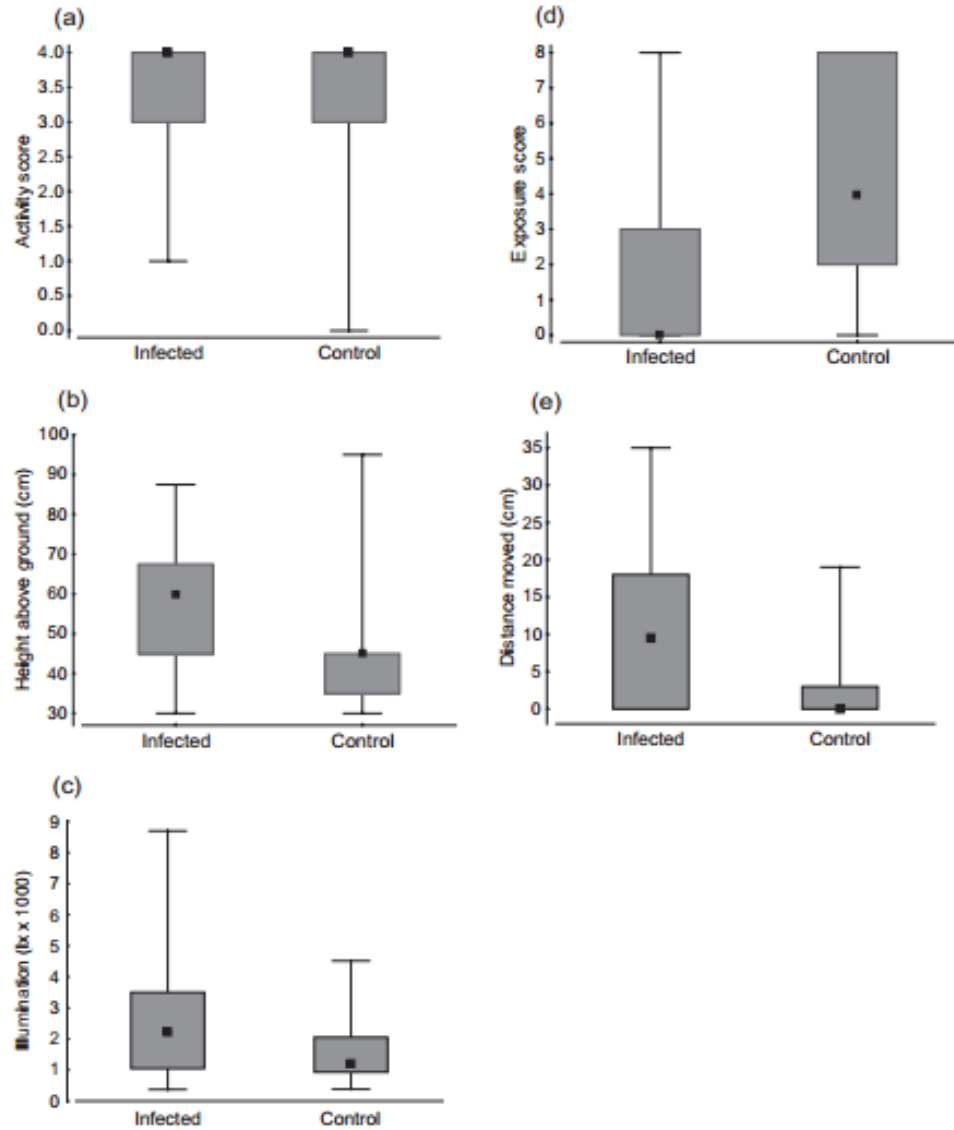 (a)
Activity score
4.0
3.5
3.0
2.5
2.0
1.5
1.0
0.5
0.0
Infected Control
(b)
Height above ground (cm)
100
90
80
70
60
50
40
30
Infected Control
(c)
Illumination (lx x 1000)
9
8
7
6
5
4
3
2
1
0
Infected Control
(d)
Exposure score
8
7
6
5
4
3
2
1
0
Infected Control
(e)
Distance moved (cm)
35
30
25
20
15
10
5
0
Infected Control